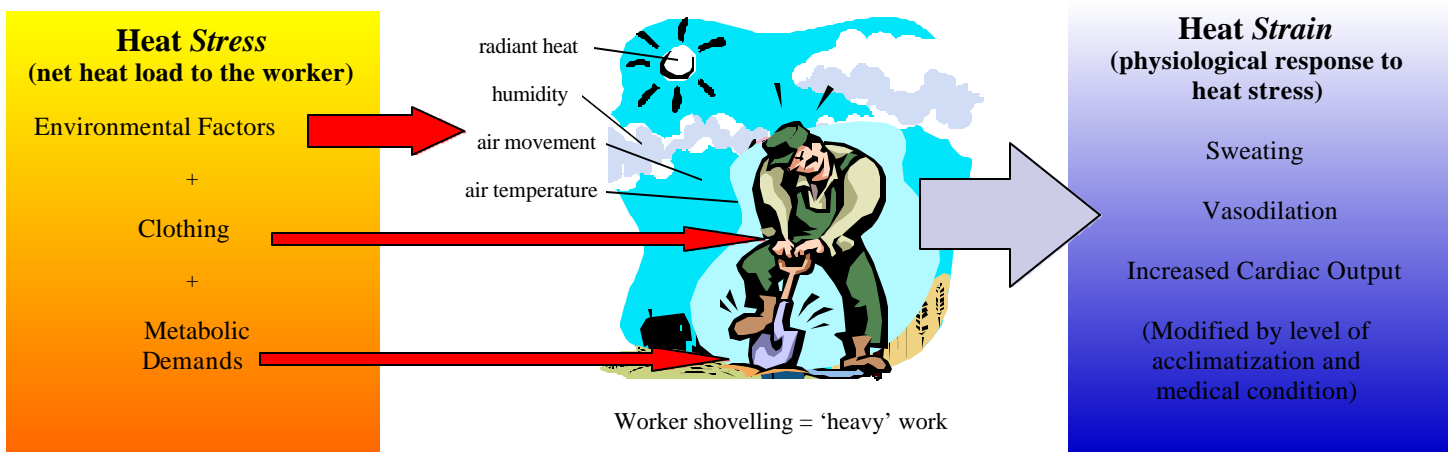 Heat Stress
(net heat load to the worker)
Environmental Factors
+
Clothing
+
Metabolic
Demands
radiant heat
humidity
air movement
air temperature
Worker shovelling = ‘heavy’ work
Heat Strain
(physiological response to
heat stress)
Sweating
Vasodilation
Increased Cardiac Output
(Modified by level of
acclimatization and
medical condition)